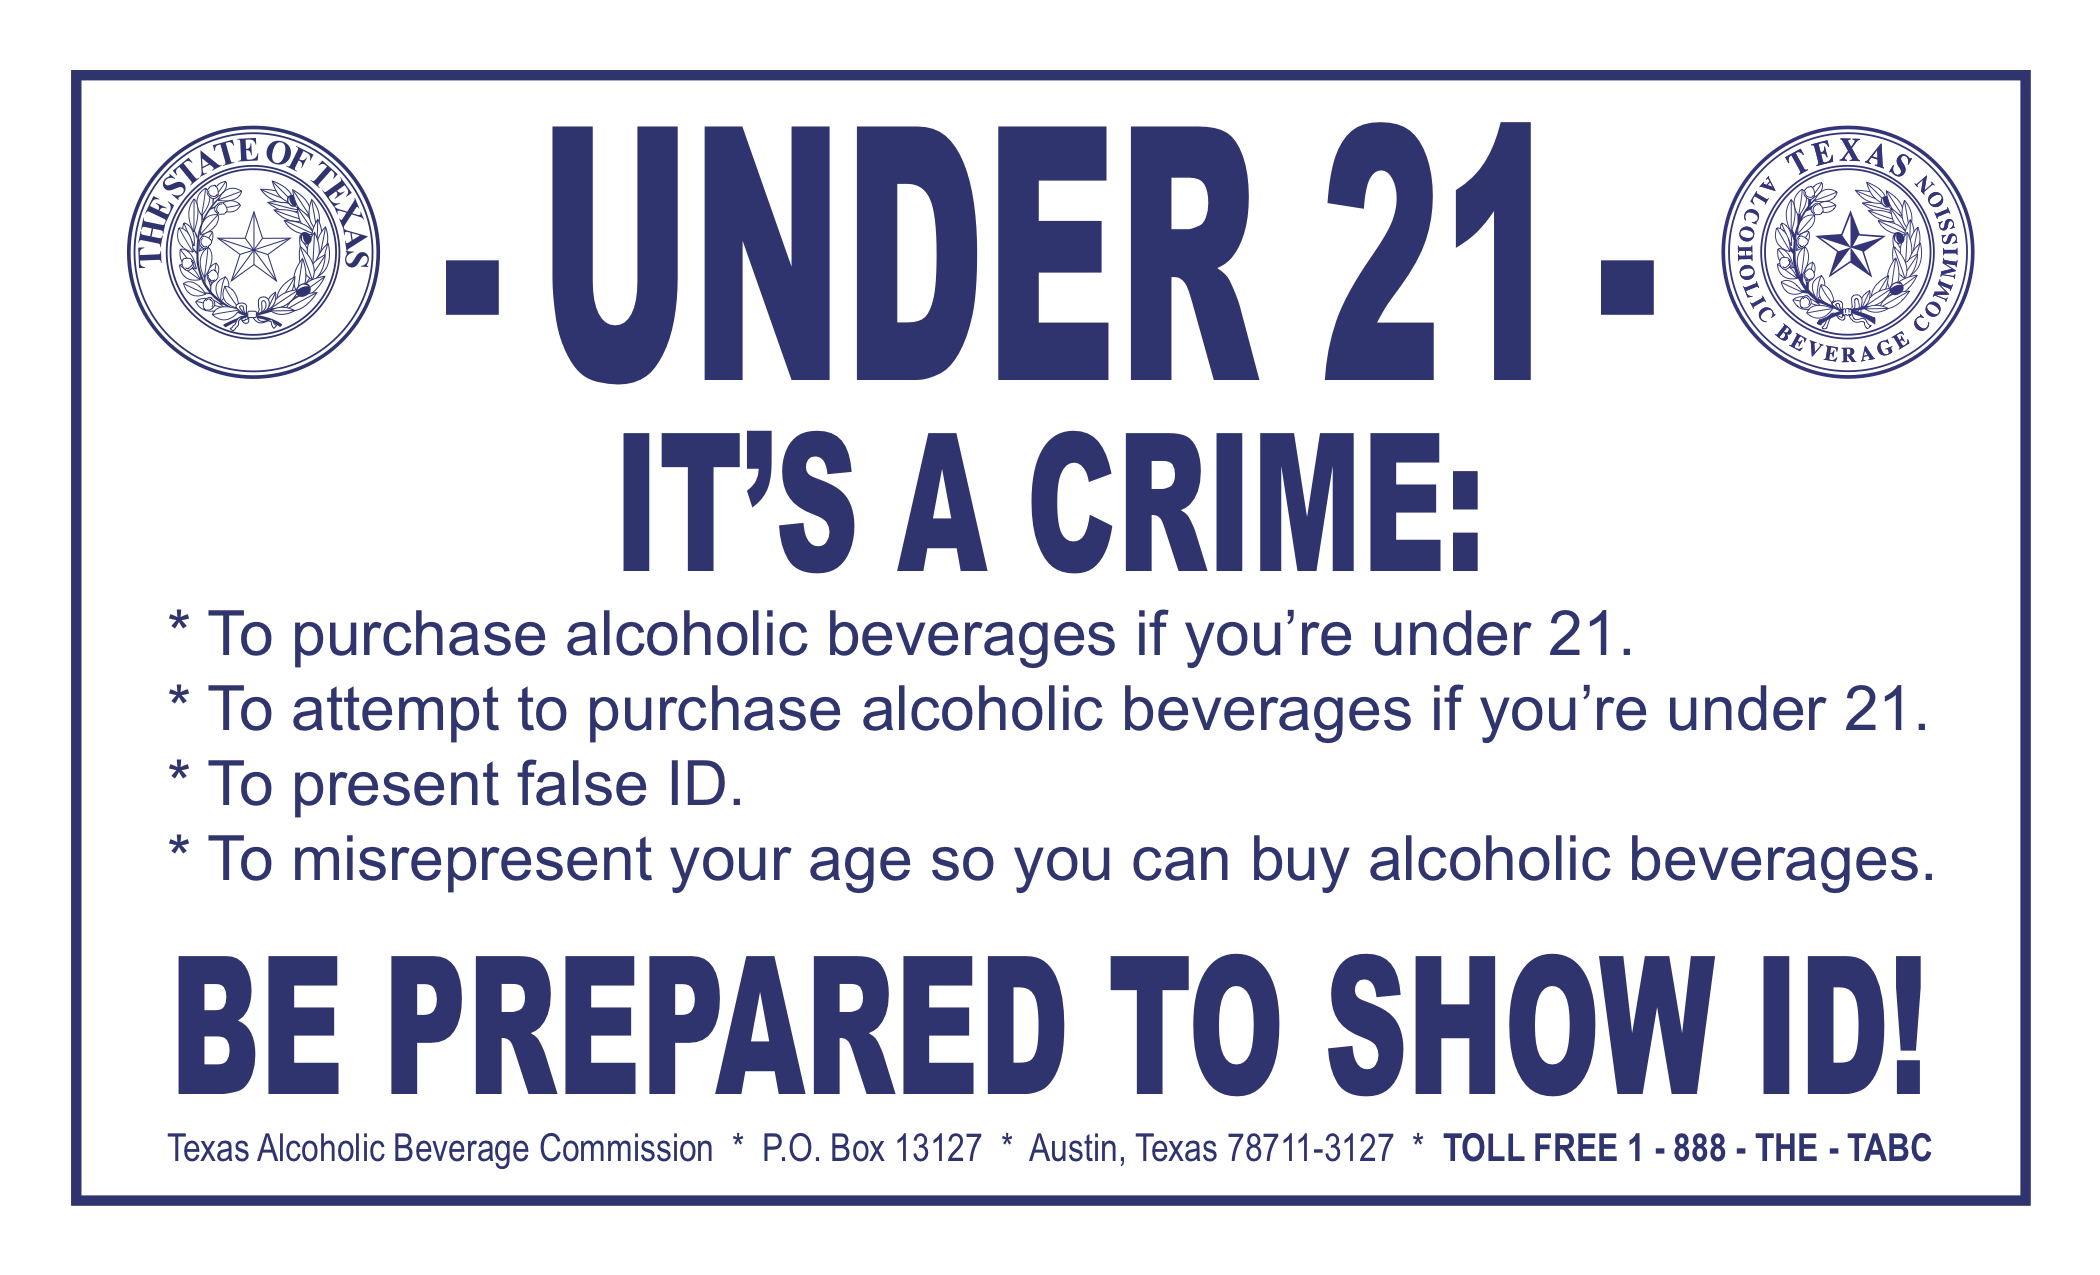 THE STATE OF TEXAS
- UNDER 21 -
TEXAS
ALCOHOLIC BEVERAGE COMMISSION
IT’S A CRIME:
* To purchase alcoholic beverages if you’re under 21.
* To attempt to purchase alcoholic beverages if you’re under 21.
* To present false ID.
* To misrepresent your age so you can buy alcoholic beverages.
BE PREPARED TO SHOW ID!
Texas Alcoholic Beverage Commission * P.O. Box 13127 * Austin, Texas 78711-3127 * TOLL FREE 1 - 888 - THE - TABC